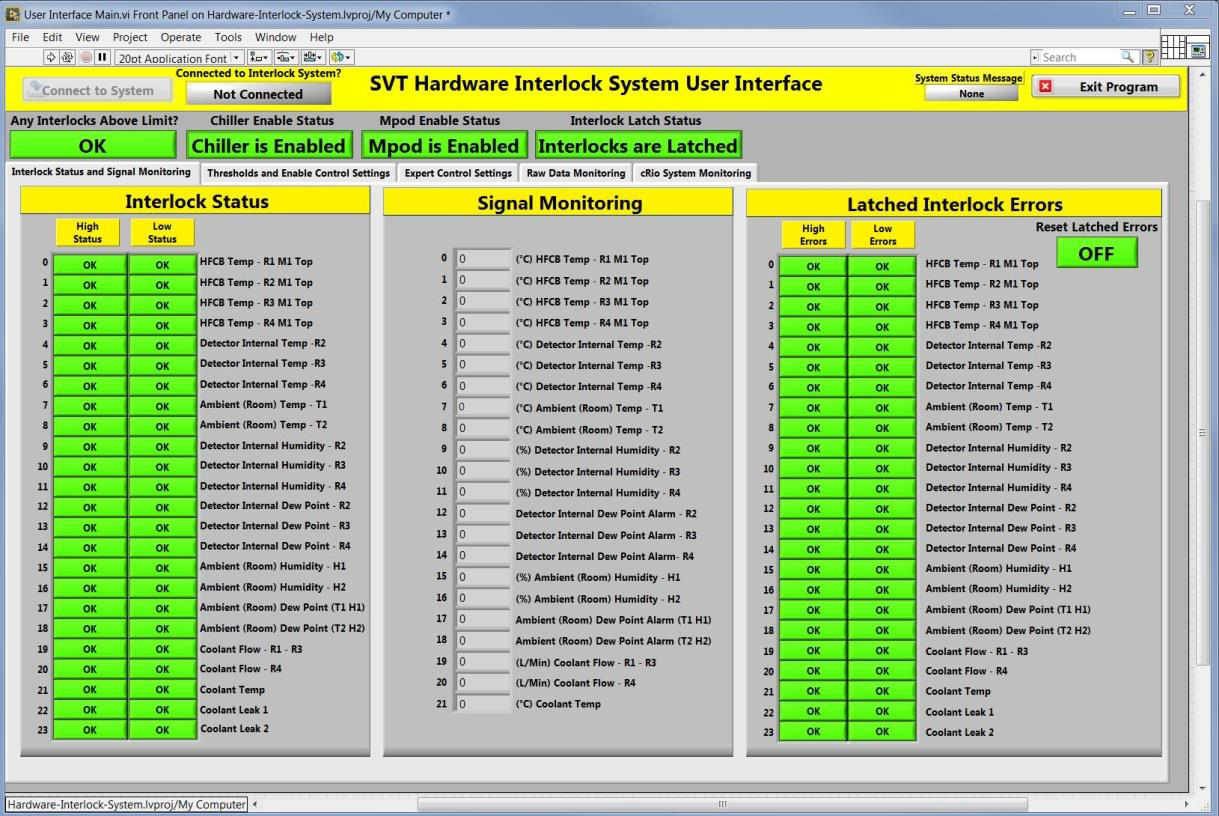 User Interface Main.vi Front Panel on Hardware-Interlock-System.lvproj/My Computer *
File Edit View Project Operate Tools Window Help
20pt Application Font
Search
Connect to System
Connected to Interlock System?
Not Connected
SVT Hardware Interlock System User Interface
System Status Message
None
Exit Program
Any Interlocks Above Limit? Chiller Enable Status Mpod Enable Status Interlock Latch Status
OK Chiller is Enabled Mpod is Enabled Interlocks are Latched
Interlock Status and Signal Monitoring Thresholds and Enable Control Settings Expert Control Settings Raw Data Monitoring cRio System Monitoring
Interlock Status
High Status Low Status
0 OK OK HFCB Temp - R1 M1 Top
1 OK OK HFCB Temp - R2 M1 Top
2 OK OK HFCB Temp - R3 M1 Top
3 OK OK HFCB Temp - R4 M1 Top
4 OK OK Detector Internal Temp -R2
5 OK OK Detector Internal Temp -R3
6 OK OK Detector Internal Temp -R4
7 OK OK Ambient (Room) Temp - T1
8 OK OK Ambient (Room) Temp - T2
9 OK OK Detector Internal Humidity - R2
10 OK OK Detector Internal Humidity - R3
11 OK OK Detector Internal Humidity - R4
12 OK OK Detector Internal Dew Point - R2
13 OK OK Detector Internal Dew Point - R3
14 OK OK Detector Internal Dew Point - R4
15 OK OK Ambient (Room) Humidity - H1
16 OK OK Ambient (Room) Humidity - H2
17 OK OK Ambient (Room) Dew Point (T1 H1)
18 OK OK Ambient (Room) Dew Point (T2 H2)
19 OK OK Coolant Flow - R1 - R3
20 OK OK Coolant Flow - R4
21 OK OK Coolant Temp
22 OK OK Coolant Leak 1
23 OK OK Coolant Leak 2
Signal Monitoring
0 0 (°C) HFCB Temp - R1 M1 Top
1 0 (°C) HFCB Temp - R2 M1 Top
2 0 (°C) HFCB Temp - R3 M1 Top
3 0 (°C) HFCB Temp - R4 M1 Top
4 0 (°C) Detector Internal Temp -R2
5 0 (°C) Detector Internal Temp -R3
6 0 (°C) Detector Internal Temp -R4
7 0 (°C) Ambient (Room) Temp - T1
8 0 (°C) Ambient (Room) Temp - T2
9 0 (%) Detector Internal Humidity - R2
10 0 (%) Detector Internal Humidity - R3
11 0 (%) Detector Internal Humidity - R4
12 0 Detector Internal Dew Point Alarm - R2
13 0 Detector Internal Dew Point Alarm - R3
14 0 Detector Internal Dew Point Alarm- R4
15 0 (%) Ambient (Room) Humidity - H1
16 0 (%) Ambient (Room) Humidity - H2
17 0 Ambient (Room) Dew Point Alarm (T1 H1)
18 0 Ambient (Room) Dew Point Alarm (T2 H2)
19 0 (L/Min) Coolant Flow - R1 - R3
20 0 (L/Min) Coolant Flow - R4
21 0 (°C) Coolant Temp
Latched Interlock Errors
High Errors Low Errors
Reset Latched Errors
OFF
0 OK OK HFCB Temp - R1 M1 Top
1 OK OK HFCB Temp - R2 M1 Top
2 OK OK HFCB Temp - R3 M1 Top
3 OK OK HFCB Temp - R4 M1 Top
4 OK OK Detector Internal Temp -R2
5 OK OK Detector Internal Temp -R3
6 OK OK Detector Internal Temp -R4
7 OK OK Ambient (Room) Temp - T1
8 OK OK Ambient (Room) Temp - T2
9 OK OK Detector Internal Humidity - R2
10 OK OK Detector Internal Humidity - R3
11 OK OK Detector Internal Humidity - R4
12 OK OK Detector Internal Dew Point - R2
13 OK OK Detector Internal Dew Point - R3
14 OK OK Detector Internal Dew Point - R4
15 OK OK Ambient (Room) Humidity - H1
16 OK OK Ambient (Room) Humidity - H2
17 OK OK Ambient (Room) Dew Point (T1 H1)
18 OK OK Ambient (Room) Dew Point (T2 H2)
19 OK OK Coolant Flow - R1 - R3
20 OK OK Coolant Flow - R4
21 OK OK Coolant Temp
22 OK OK Coolant Leak 1
23 OK OK Coolant Leak 2
Hardware-Interlock-System.lvproj/My Computer